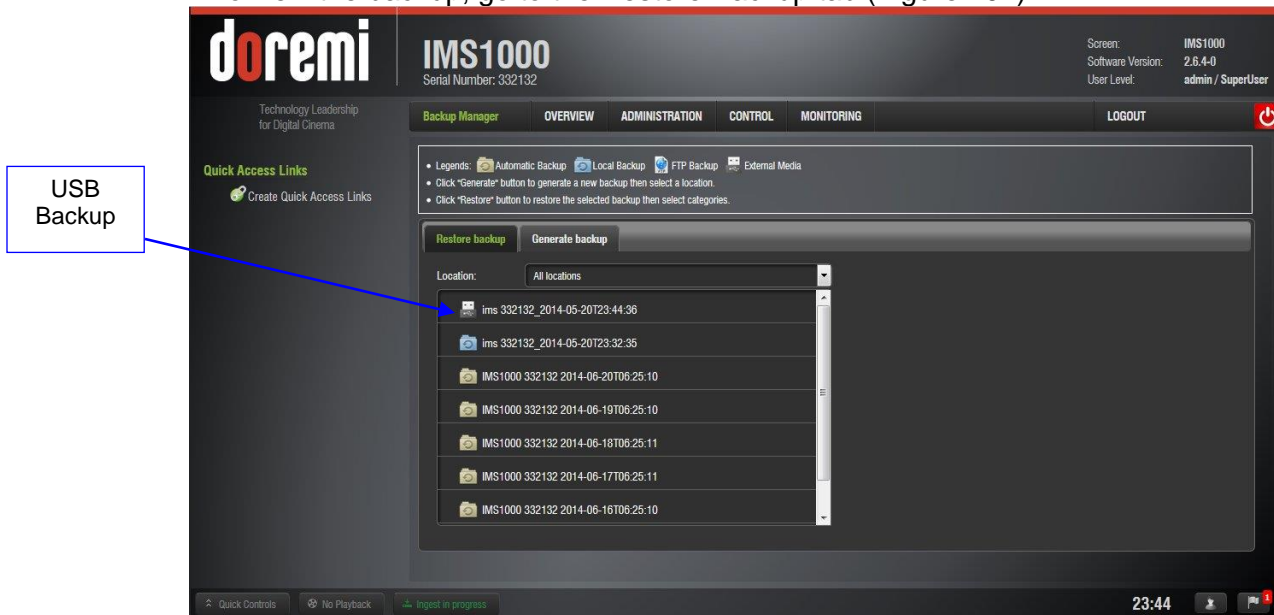 doremi
Technology Leadership
for Digital Cinema
IMS1000
Serial Number: 332132
Screen: IMS1000
Software Version: 2.6.4-0
User Level: admin / SuperUser
Backup Manager OVERVIEW ADMINISTRATION CONTROL MONITORING LOGOUT
Quick Access Links
Create Quick Access Links
USB
Backup
• Legends: Automatic Backup Local Backup FTP Backup External Media
• Click "Generate" button to generate a new backup then select a location.
• Click "Restore" button to restore the selected backup then select categories.
Restore backup Generate backup
Location: All locations
ims 332132_2014-05-20T23:44:36
ims 332132_2014-05-20T23:32:35
IMS1000 332132 2014-06-20T06:25:10
IMS1000 332132 2014-06-19T06:25:10
IMS1000 332132 2014-06-18T06:25:11
IMS1000 332132 2014-06-17T06:25:11
IMS1000 332132 2014-06-16T06:25:10
Quick Controls No Playback Ingest in progress 23:44 1